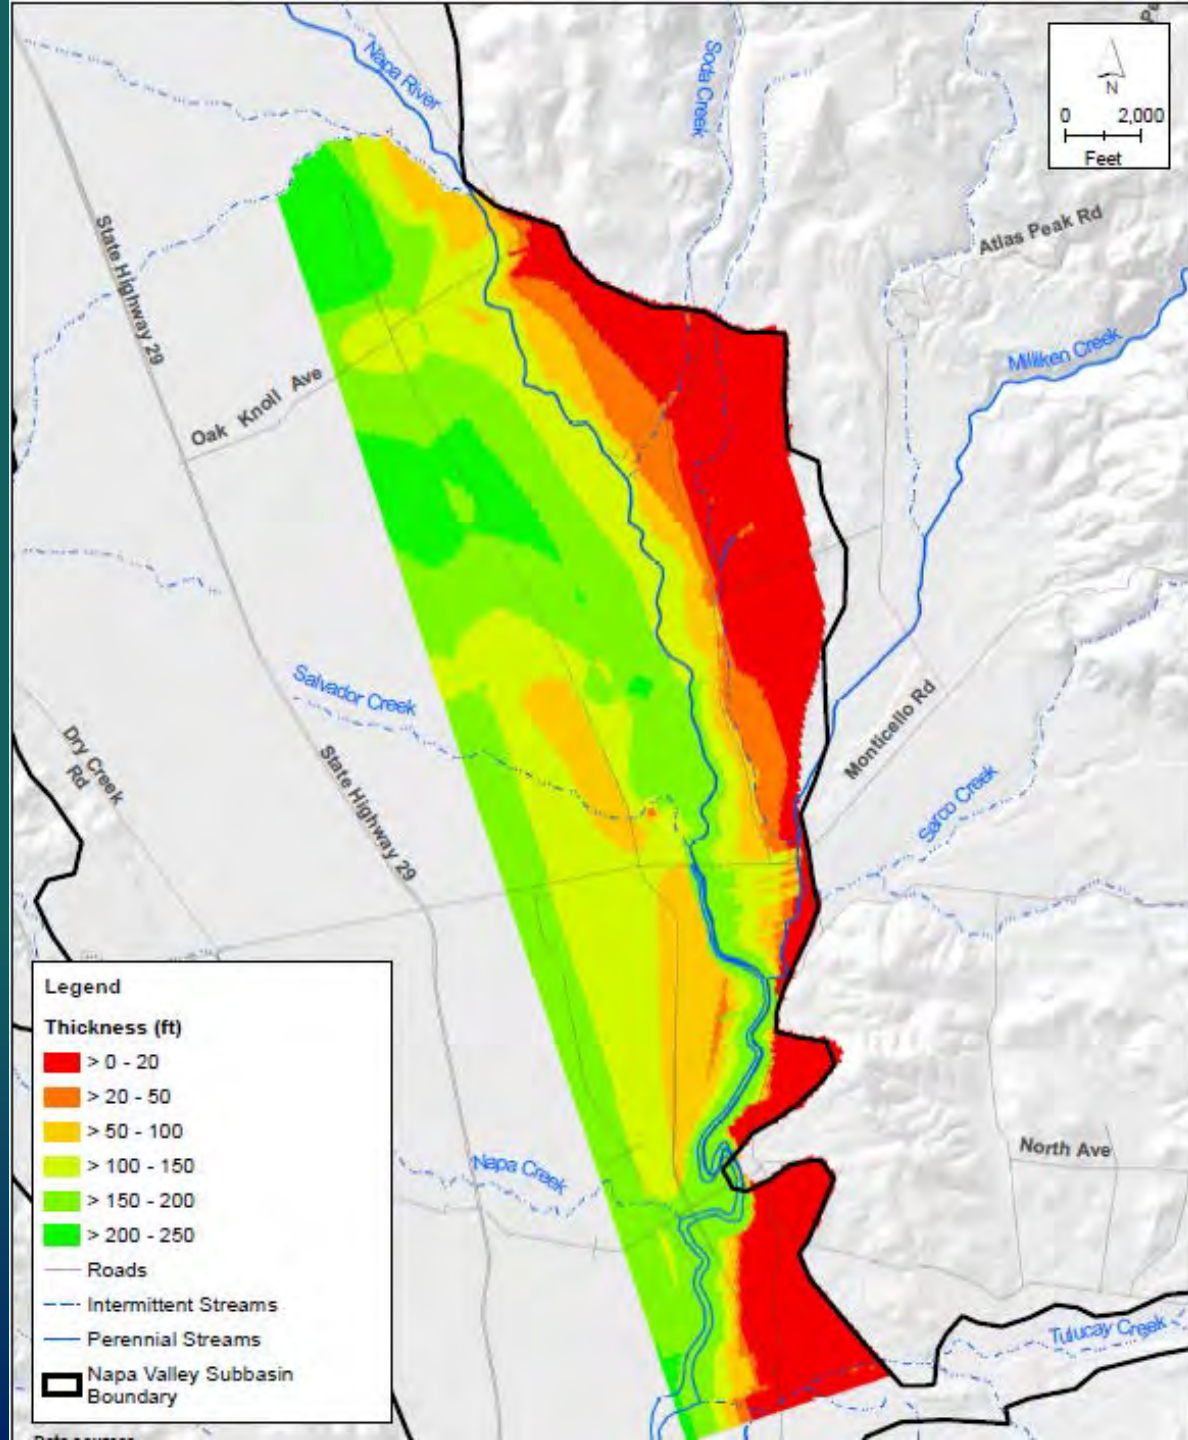 Napa River
Soda Creek
Pe
N
0 2,000
Feet
Atlas Peak Rd
State Highway 29
Milliken Creek
Oak Knoll Ave
Salvador Creek
Monticello Rd
Dry Creek
Rd
State Highway 29
Sarco Creek
Legend
Thickness (ft)
> 0 - 20
> 20 - 50
> 50 - 100
> 100 - 150
> 150 - 200
> 200 - 250
Roads
Intermittent Streams
Perennial Streams
Napa Valley Subbasin
Boundary
Napa Creek
North Ave
Tulucay Creek